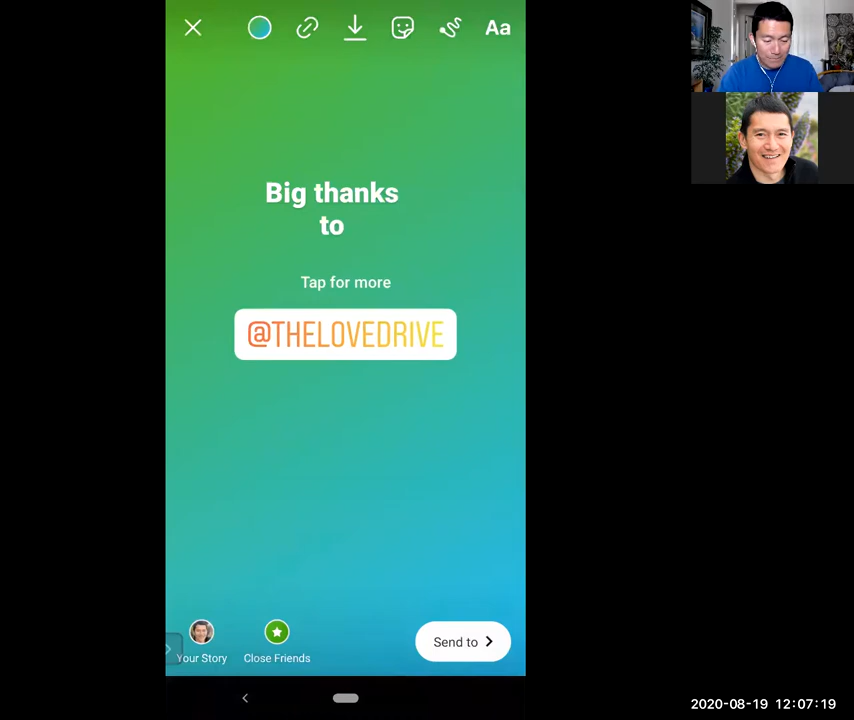 Aa
Big thanks
to
Tap for more
@THELOVEDRIVE
Your Story
Close Friends
Send to
2020-08-19 12:07:19